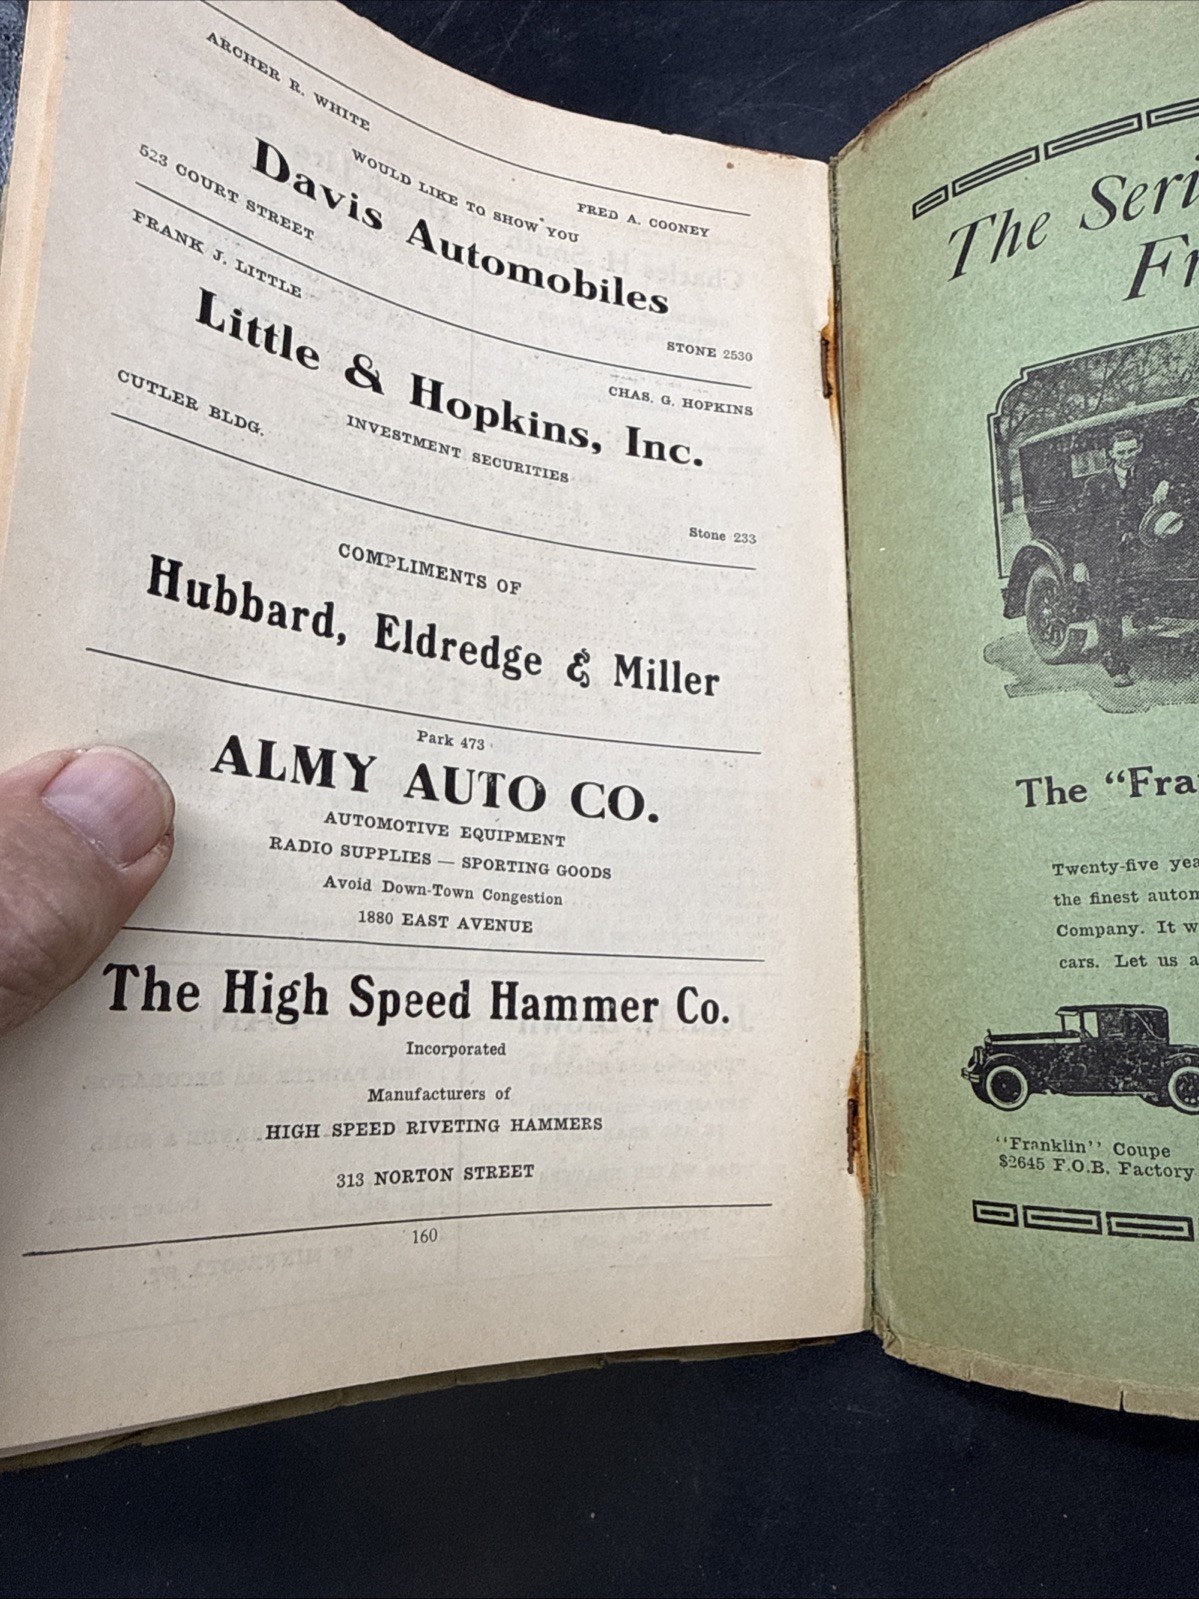 ARCHER R. WHITE
FRED A. COONEY
WOULD LIKE TO SHOW YOU
Davis Automobiles
523 COURT STREET
STONE 2530
FRANK J. LITTLE
CHAS. G. HOPKINS
Little & Hopkins, Inc.
INVESTMENT SECURITIES
CUTLER BLDG.
Stone 233
COMPLIMENTS OF
Hubbard, Eldredge & Miller
Park 473
ALMY AUTO CO.
AUTOMOTIVE EQUIPMENT
RADIO SUPPLIES — SPORTING GOODS
Avoid Down-Town Congestion
1880 EAST AVENUE
The High Speed Hammer Co.
Incorporated
Manufacturers of
HIGH SPEED RIVETING HAMMERS
313 NORTON STREET
160
The Seri
Fr
The "Fra
Twenty-five yea
the finest auton
Company. It w
cars. Let us a
"Franklin" Coupe
$2645 F.O.B. Factory